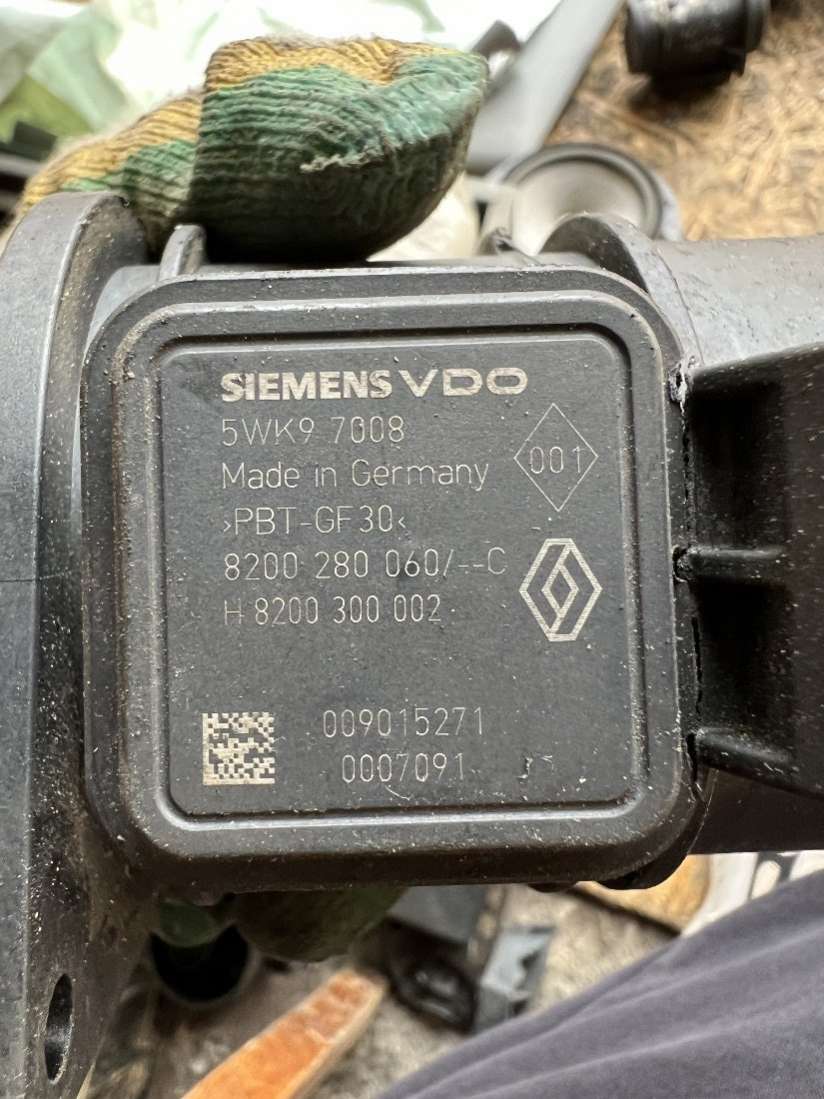 SIEMENS VDO
5WK9 7008
001
Made in Germany
>PBT-GF30<
8200 280 060/--C
H 8200 300 002
009015271
0007091